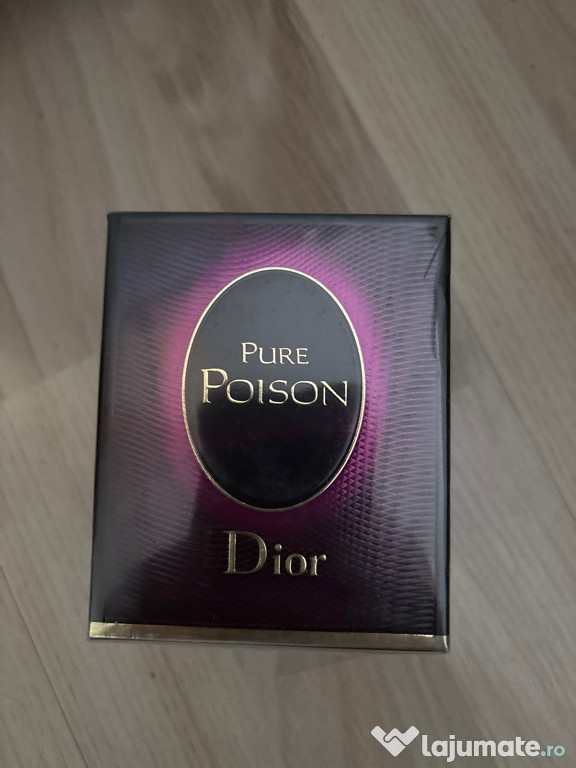 PURE
POISON
Dior
lajumate.ro